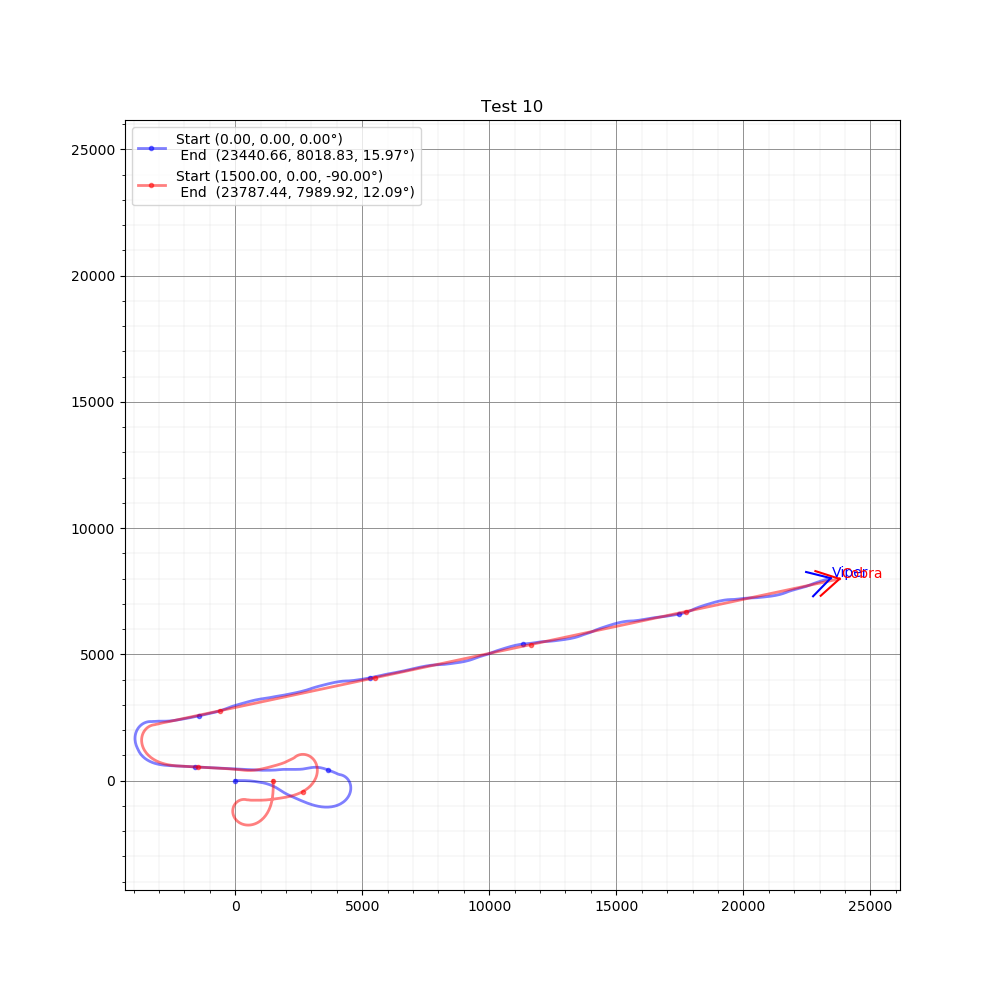 Test 10
Start (0.00, 0.00, 0.00°)
End  (23440.66, 8018.83, 15.97°)
Start (1500.00, 0.00, -90.00°)
End  (23787.44, 7989.92, 12.09°)
25000
20000
15000
10000
5000
0
Viper
Cobra
0
5000
10000
15000
20000
25000